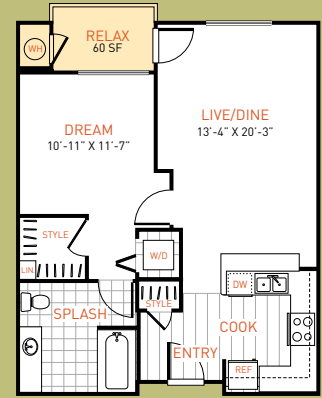 RELAX
60 SF
WH
LIVE/DINE
13'-4" X 20'-3"
DREAM
10'-11" X 11'-7"
STYLE
W/D
LIN.
DW
STYLE
SPLASH
COOK
ENTRY
REF